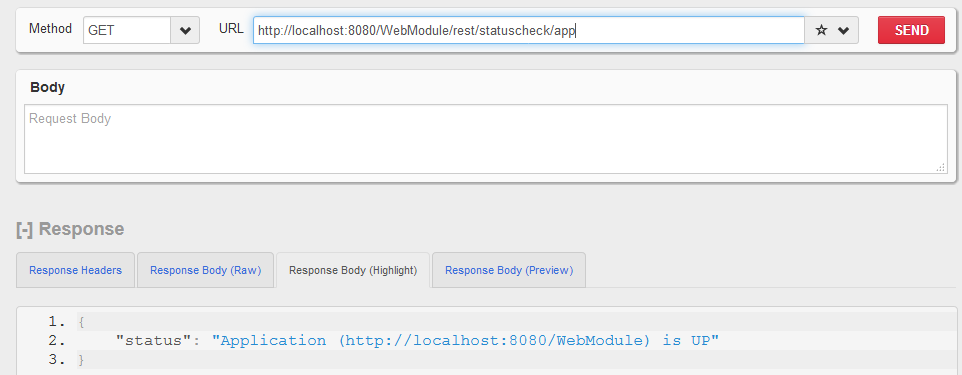 Method GET URL http://localhost:8080/WebModule/rest/statuscheck/app SEND
Body
Request Body
[-] Response
Response Headers Response Body (Raw) Response Body (Highlight) Response Body (Preview)
1. {
2. "status": "Application (http://localhost:8080/WebModule) is UP"
3. }